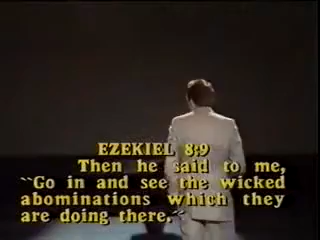 EZEKIEL 8:9
Then he said to me,
``Go in and see the wicked
abominations which they
are doing there.´´